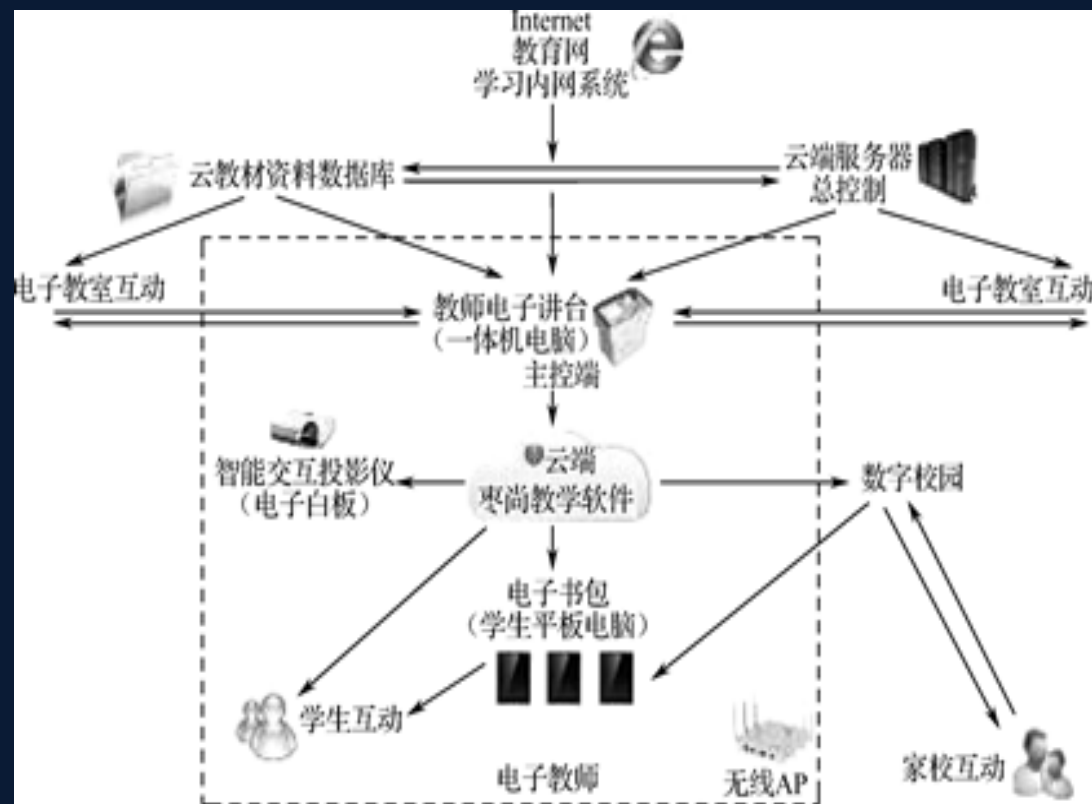 Internet
教育网
学习内网系统
云教材资料数据库
云端服务器
总控制
电子教室互动
教师电子讲台
（一体机电脑）
主控端
电子教室互动
智能交互投影仪
（电子白板）
云端
枣尚教学软件
数字校园
电子书包
（学生平板电脑）
学生互动
电子教师
无线AP
家校互动